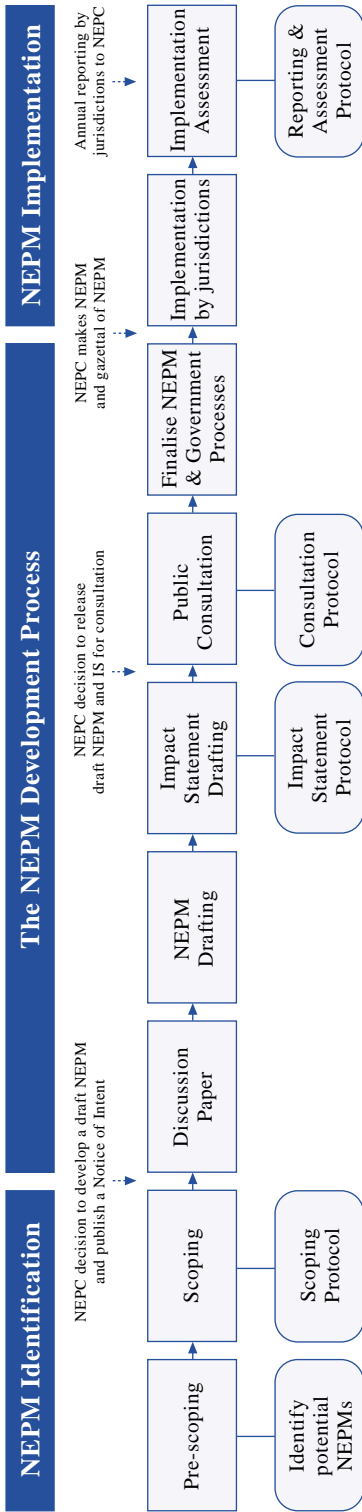 NEPM Identification
The NEPM Development Process
NEPM Implementation
NEPC decision to develop a draft NEPM
and publish a Notice of Intent
NEPC decision to release
draft NEPM and IS for consultation
NEPC makes NEPM
and gazettal of NEPM
Annual reporting by
jurisdictions to NEPC
Pre-scoping
Scoping
Discussion
Paper
NEPM
Drafting
Impact
Statement
Drafting
Public
Consultation
Finalise NEPM
& Government
Processes
Implementation
by jurisdictions
Implementation
Assessment
Identify
potential
NEPMs
Scoping
Protocol
Impact
Statement
Protocol
Consultation
Protocol
Reporting &
Assessment
Protocol